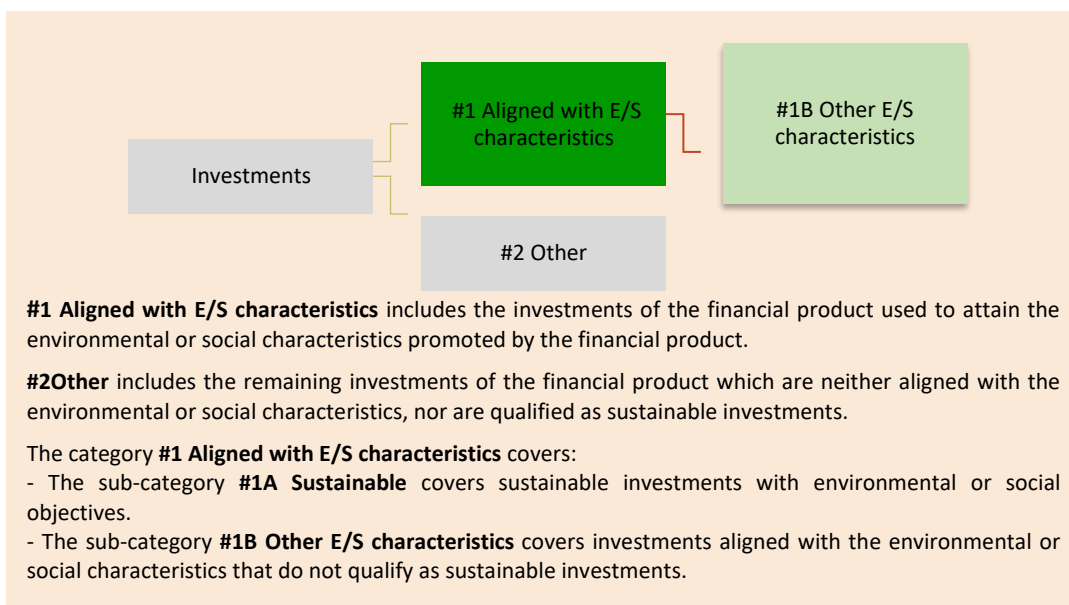 #1 Aligned with E/S
characteristics
#1B Other E/S
characteristics
Investments
#2 Other
#1 Aligned with E/S characteristics includes the investments of the financial product used to attain the
environmental or social characteristics promoted by the financial product.
#2Other includes the remaining investments of the financial product which are neither aligned with the
environmental or social characteristics, nor are qualified as sustainable investments.
The category #1 Aligned with E/S characteristics covers:
- The sub-category #1A Sustainable covers sustainable investments with environmental or social
objectives.
- The sub-category #1B Other E/S characteristics covers investments aligned with the environmental or
social characteristics that do not qualify as sustainable investments.